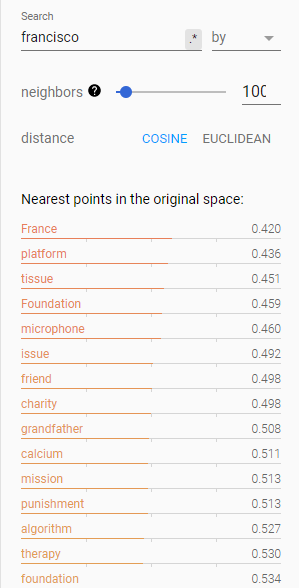 Search
francisco
.*
by
neighbors ?
100
distance
COSINE
EUCLIDEAN
Nearest points in the original space:
France 0.420
platform 0.436
tissue 0.451
Foundation 0.459
microphone 0.460
issue 0.492
friend 0.498
charity 0.498
grandfather 0.508
calcium 0.511
mission 0.513
punishment 0.513
algorithm 0.527
therapy 0.530
foundation 0.534